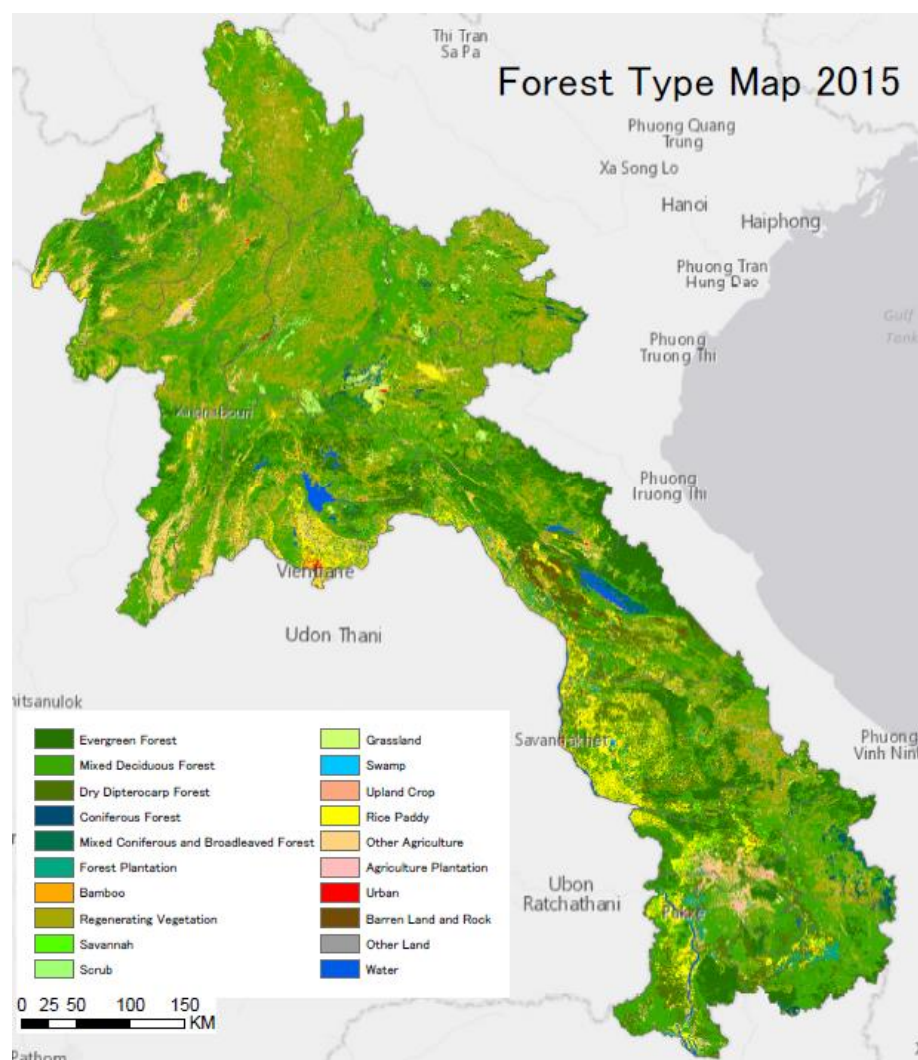 Thi Tran
Sa Pa
Forest Type Map 2015
Phuong Quang
Trung
Xa Song Lo
Hanoi
Haiphong
Phuong Tran
Hung Dao
Gulf
Phuong
Truong Thi
Phuong
Truong Thi
Vientiane
Udon Thani
hitsanulok
Savannakhet
Phuong
Vinh Ninh
Ubon
Ratchathani
Pakxe
Evergreen Forest
Mixed Deciduous Forest
Dry Dipterocarp Forest
Coniferous Forest
Mixed Coniferous and Broadleaved Forest
Forest Plantation
Bamboo
Regenerating Vegetation
Savannah
Scrub
Grassland
Swamp
Upland Crop
Rice Paddy
Other Agriculture
Agriculture Plantation
Urban
Barren Land and Rock
Other Land
Water
0 25 50 100 150
KM
Pathom